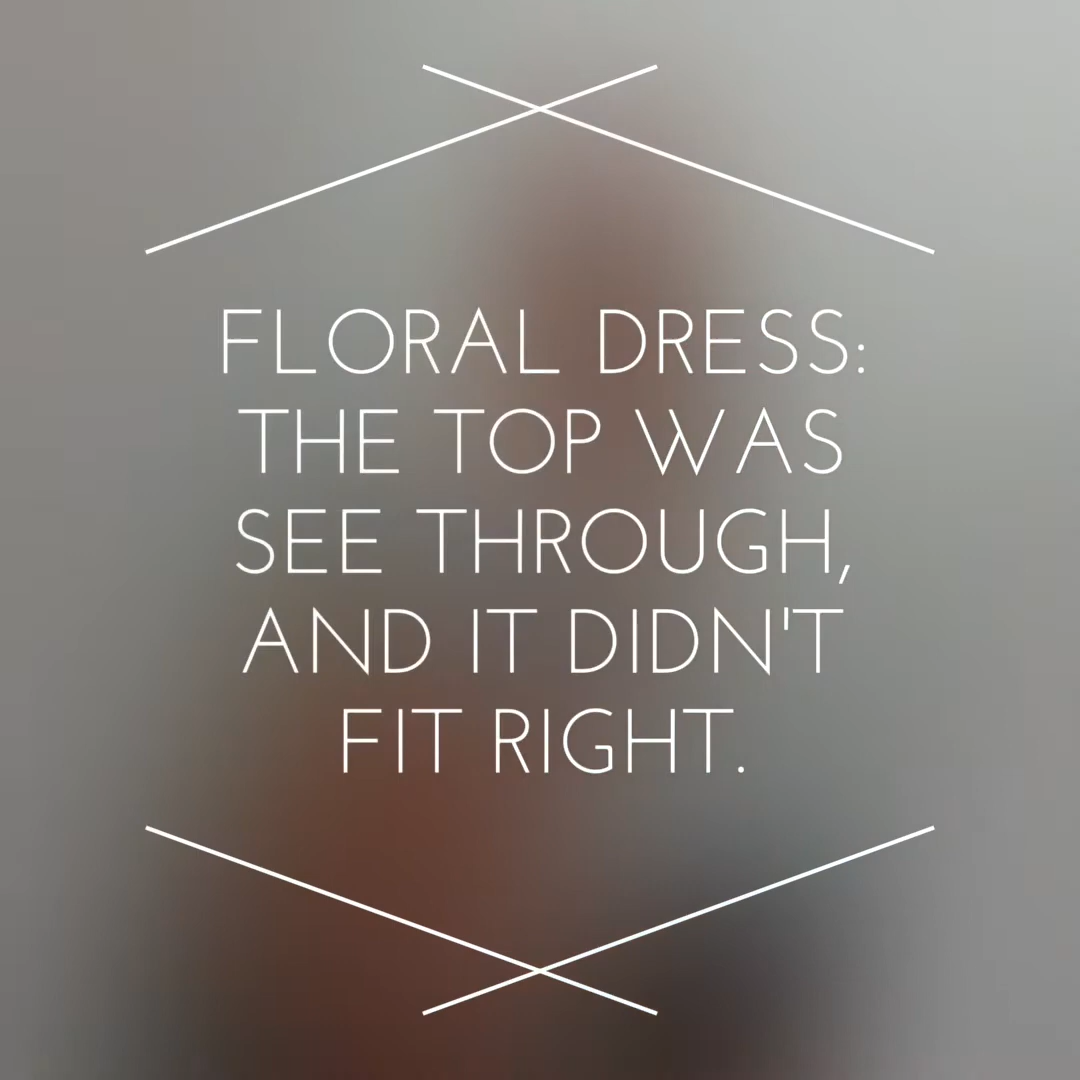 FLORAL DRESS:
THE TOP WAS
SEE THROUGH,
AND IT DIDN'T
FIT RIGHT.